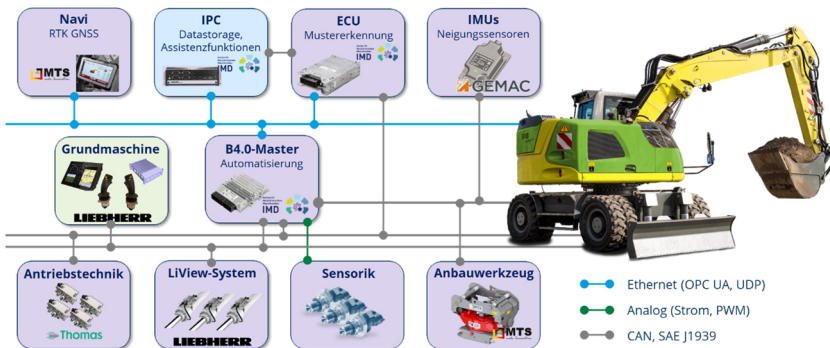 Navi
RTK GNSS
MTS
IPC
Datastorage,
Assistenzfunktionen
IMD
ECU
Mustererkennung
IMD
IMUs
Neigungssensoren
GEMAC
Grundmaschine
LIEBHERR
B4.0-Master
Automatisierung
IMD
Antriebstechnik
Thomas
LiView-System
LIEBHERR
Sensorik
Anbauwerkzeug
MTS
Ethernet (OPC UA, UDP)
Analog (Strom, PWM)
CAN, SAE J1939